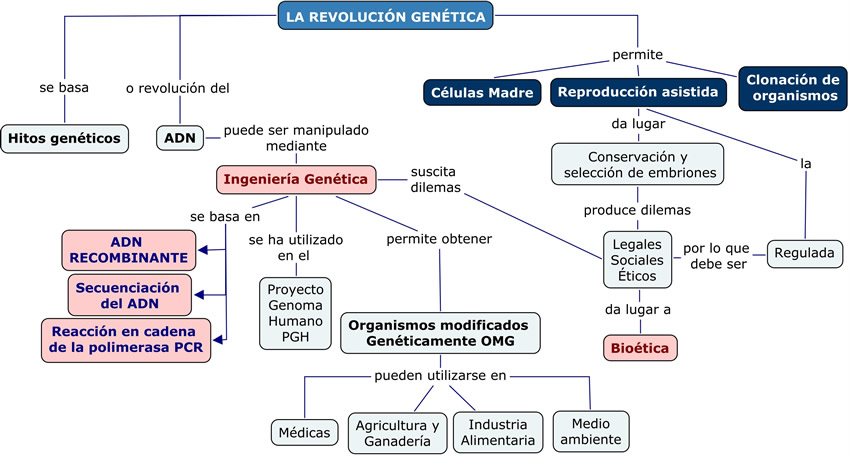 LA REVOLUCIÓN GENÉTICA
se basa
o revolución del
permite
Células Madre
Reproducción asistida
Clonación de
organismos
Hitos genéticos
ADN
puede ser manipulado
mediante
da lugar
la
Ingeniería Genética
suscita
dilemas
Conservación y
selección de embriones
se basa en
ADN
RECOMBINANTE
Secuenciación
del ADN
Reacción en cadena
de la polimerasa PCR
se ha utilizado
en el
Proyecto
Genoma
Humano
PGH
permite obtener
Organismos modificados
Genéticamente OMG
produce dilemas
Legales
Sociales
Éticos
por lo que
debe ser
Regulada
da lugar a
Bioética
pueden utilizarse en
Médicas
Agricultura y
Ganadería
Industria
Alimentaria
Medio
ambiente